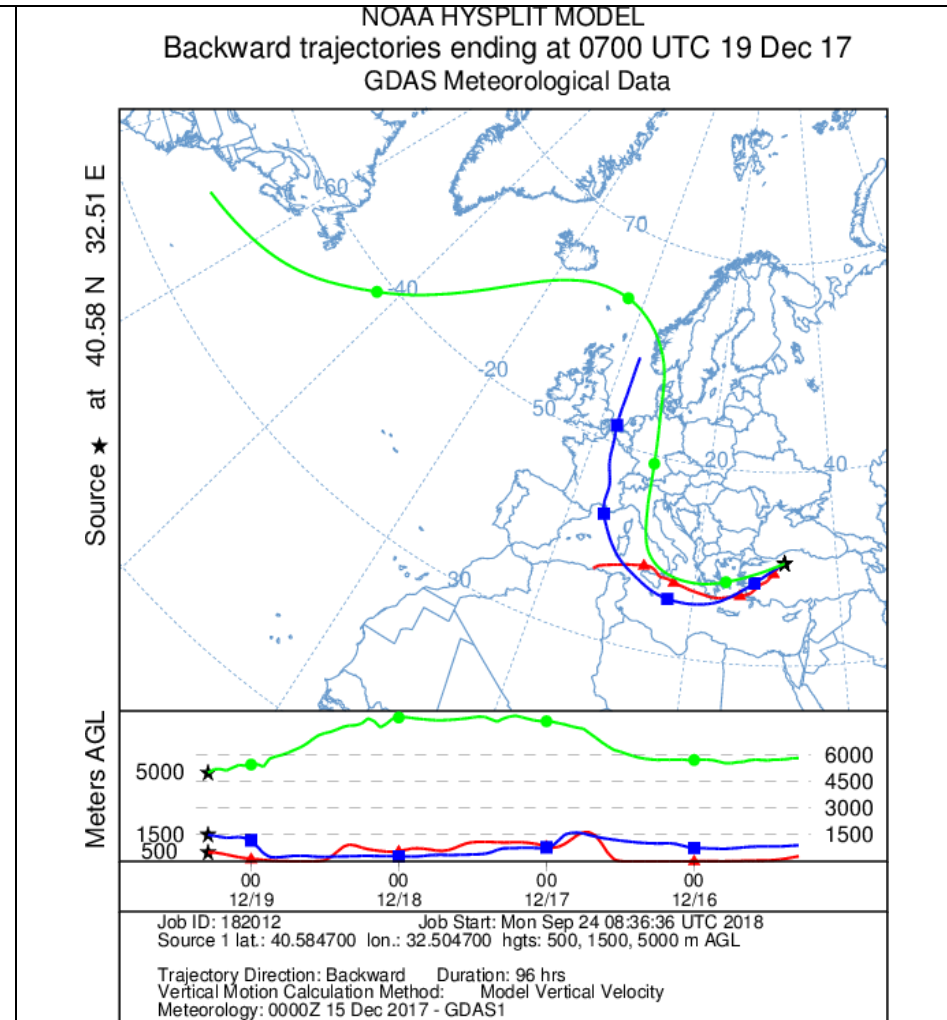 NOAA HYSPLIT MODEL
Backward trajectories ending at 0700 UTC 19 Dec 17
GDAS Meteorological Data
Source ★ at 40.58 N 32.51 E
-60
70
-40
-20
50
20
40
30
Meters AGL
5000
1500
500
6000
4500
3000
1500
00 00 00 00
12/19 12/18 12/17 12/16
Job ID: 182012 Job Start: Mon Sep 24 08:36:36 UTC 2018
Source 1 lat.: 40.584700 lon.: 32.504700 hgts: 500, 1500, 5000 m AGL
Trajectory Direction: Backward Duration: 96 hrs
Vertical Motion Calculation Method: Model Vertical Velocity
Meteorology: 0000Z 15 Dec 2017 - GDAS1